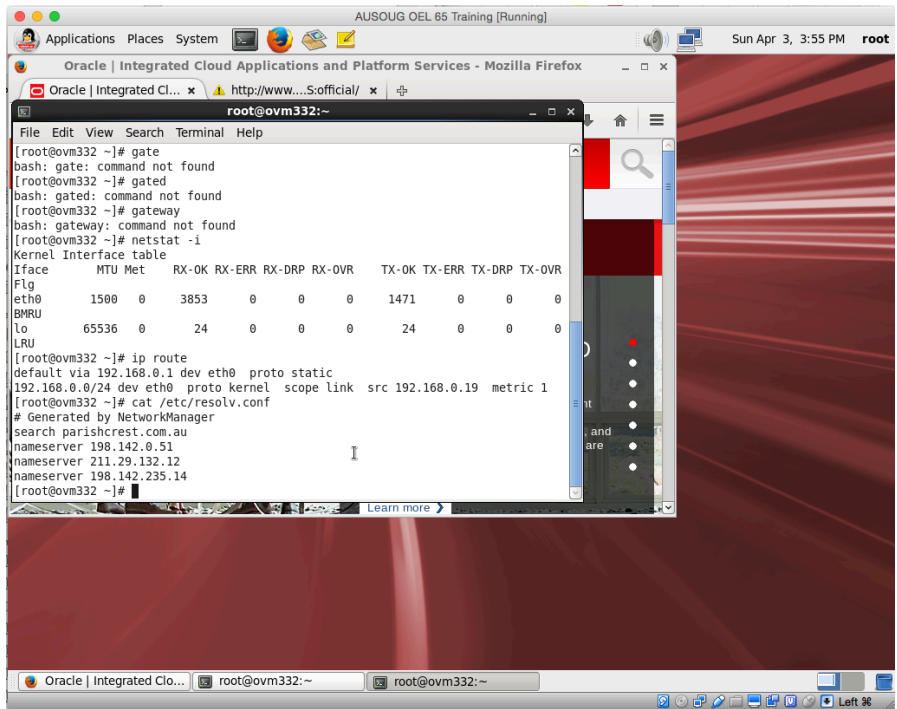 AUSOUG OEL 65 Training [Running]
Applications Places System Sun Apr 3, 3:55 PM root
Oracle | Integrated Cloud Applications and Platform Services - Mozilla Firefox
Oracle | Integrated Cl... http://www....S:official/
root@ovm332:~
File Edit View Search Terminal Help
[root@ovm332 ~]# gate
bash: gate: command not found
[root@ovm332 ~]# gated
bash: gated: command not found
[root@ovm332 ~]# gateway
bash: gateway: command not found
[root@ovm332 ~]# netstat -i
Kernel Interface table
Iface MTU Met RX-OK RX-ERR RX-DRP RX-OVR TX-OK TX-ERR TX-DRP TX-OVR
Flg
eth0 1500 0 3853 0 0 0 1471 0 0 0
BMRU
lo 65536 0 24 0 0 0 24 0 0 0
LRU
[root@ovm332 ~]# ip route
default via 192.168.0.1 dev eth0 proto static
192.168.0.0/24 dev eth0 proto kernel scope link src 192.168.0.19 metric 1
[root@ovm332 ~]# cat /etc/resolv.conf
# Generated by NetworkManager
search parishcrest.com.au
nameserver 198.142.0.51
nameserver 211.29.132.12
nameserver 198.142.235.14
[root@ovm332 ~]#
, and
are
Learn more
Oracle | Integrated Clo... root@ovm332:~ root@ovm332:~
Left ⌘